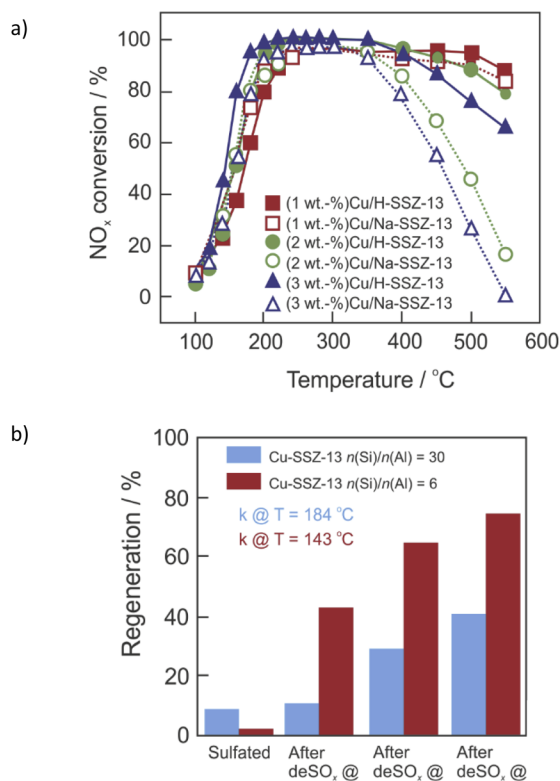 a)
100
80
60
40
20
0
NOx conversion / %
(1 wt.-%)Cu/H-SSZ-13
(1 wt.-%)Cu/Na-SSZ-13
(2 wt.-%)Cu/H-SSZ-13
(2 wt.-%)Cu/Na-SSZ-13
(3 wt.-%)Cu/H-SSZ-13
(3 wt.-%)Cu/Na-SSZ-13
0 100 200 300 400 500 600
Temperature / °C
b)
100
80
60
40
20
0
Regeneration / %
Cu-SSZ-13 n(Si)/n(Al) = 30
Cu-SSZ-13 n(Si)/n(Al) = 6
k @ T = 184 °C
k @ T = 143 °C
Sulfated After After After
deSOx @ deSOx @ deSOx @